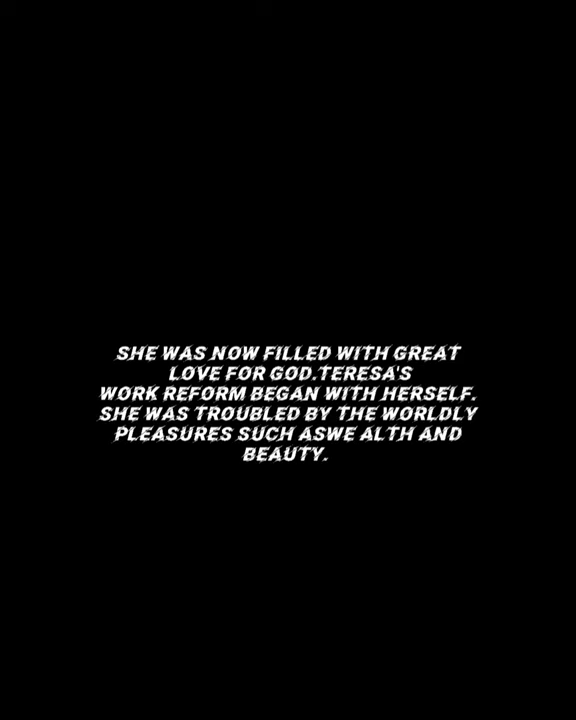 SHE WAS NOW FILLED WITH GREAT
LOVE FOR GOD.TERESA'S
WORK REFORM BEGAN WITH HERSELF.
SHE WAS TROUBLED BY THE WORLDLY
PLEASURES SUCH ASWE ALTH AND
BEAUTY.